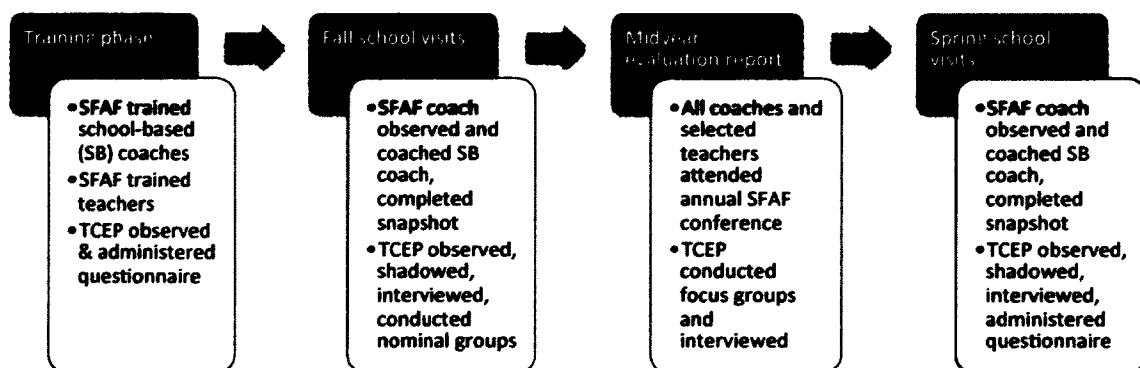 Training phase
SFAF trained
school-based
(SB) coaches
SFAF trained
teachers
TCEP observed
& administered
questionnaire
Fall school visits
SFAF coach
observed and
coached SB
coach,
completed
snapshot
TCEP observed,
shadowed,
interviewed,
conducted
nominal groups
Midyear
evaluation report
All coaches and
selected
teachers
attended
annual SFAF
conference
TCEP
conducted
focus groups
and
interviewed
Spring school
visits
SFAF coach
observed and
coached SB
coach,
completed
snapshot
TCEP observed,
shadowed,
interviewed,
administered
questionnaire